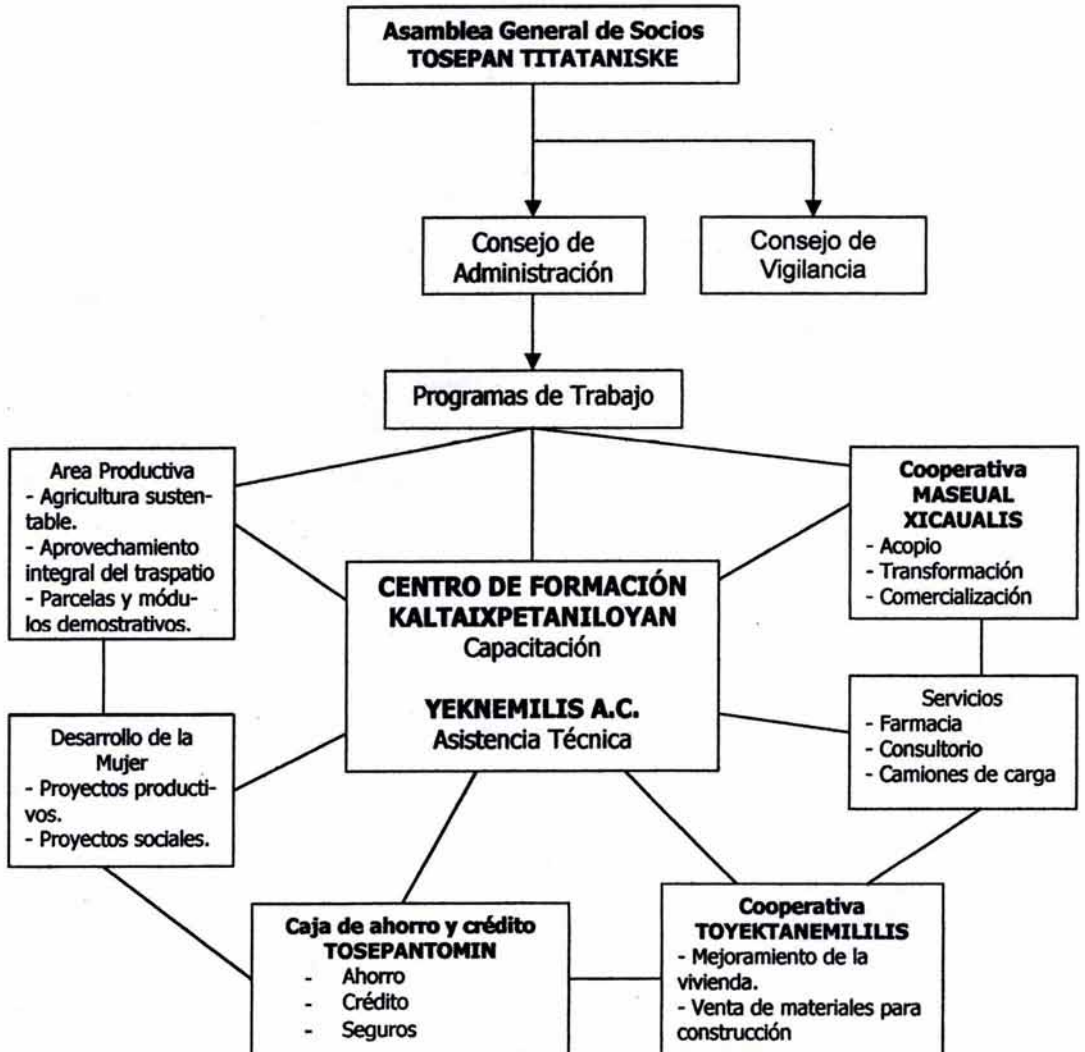 Asamblea General de Socios
TOSEPAN TITATANISKE
Consejo de
Administración
Consejo de
Vigilancia
Programas de Trabajo
Area Productiva
- Agricultura susten-
table.
- Aprovechamiento
integral del traspatio
- Parcelas y módu-
los demostrativos.
Cooperativa
MASEUAL
XICAUALIS
- Acopio
- Transformación
- Comercialización
CENTRO DE FORMACIÓN
KALTAIXPETANILOYAN
Capacitación
YEKNEMILIS A.C.
Asistencia Técnica
Desarrollo de la
Mujer
- Proyectos producti-
vos.
- Proyectos sociales.
Servicios
- Farmacia
- Consultorio
- Camiones de carga
Caja de ahorro y crédito
TOSEPANTOMIN
- Ahorro
- Crédito
- Seguros
Cooperativa
TOYEKTANEMILILIS
- Mejoramiento de la
vivienda.
- Venta de materiales para
construcción